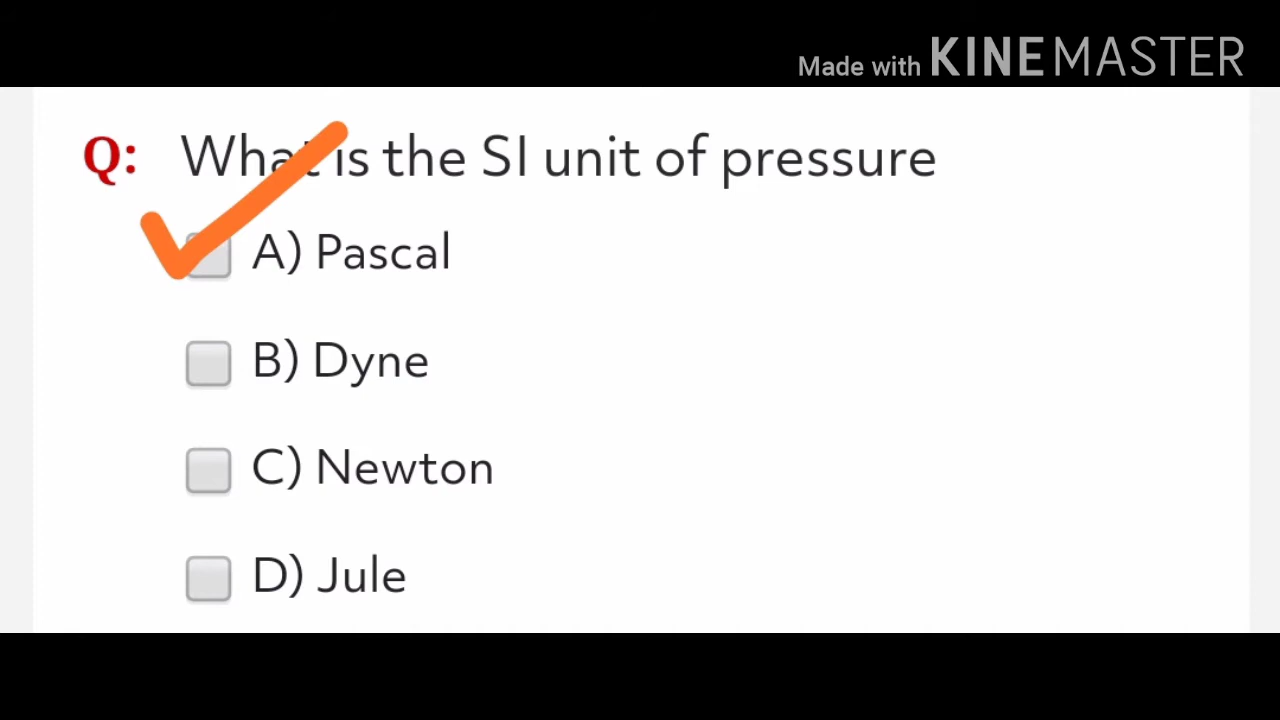 Made with KINEMASTER
Q: What is the SI unit of pressure
A) Pascal
B) Dyne
C) Newton
D) Jule